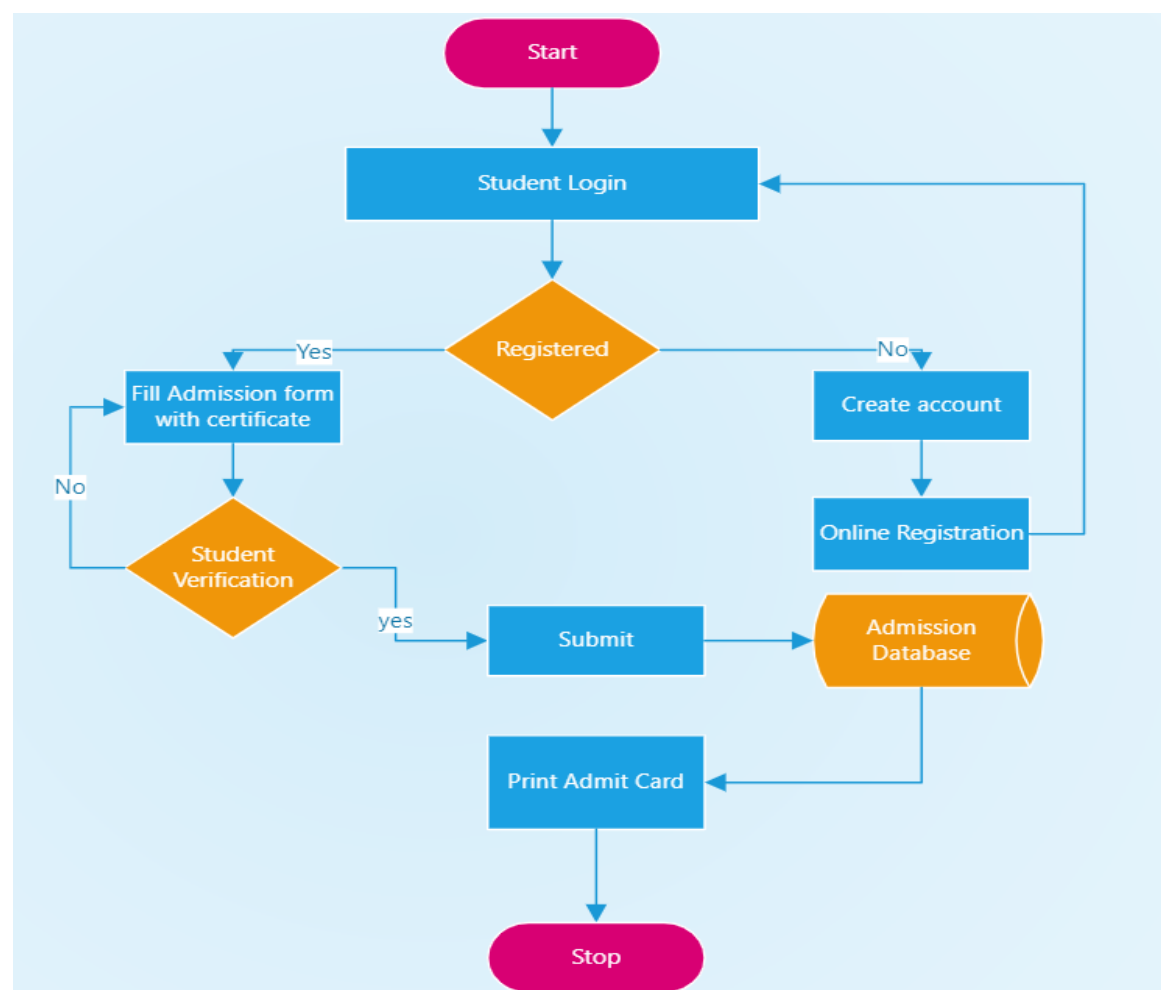 Start
Student Login
Registered
Yes
No
Fill Admission form
with certificate
Create account
No
Online Registration
Student
Verification
yes
Submit
Admission
Database
Print Admit Card
Stop